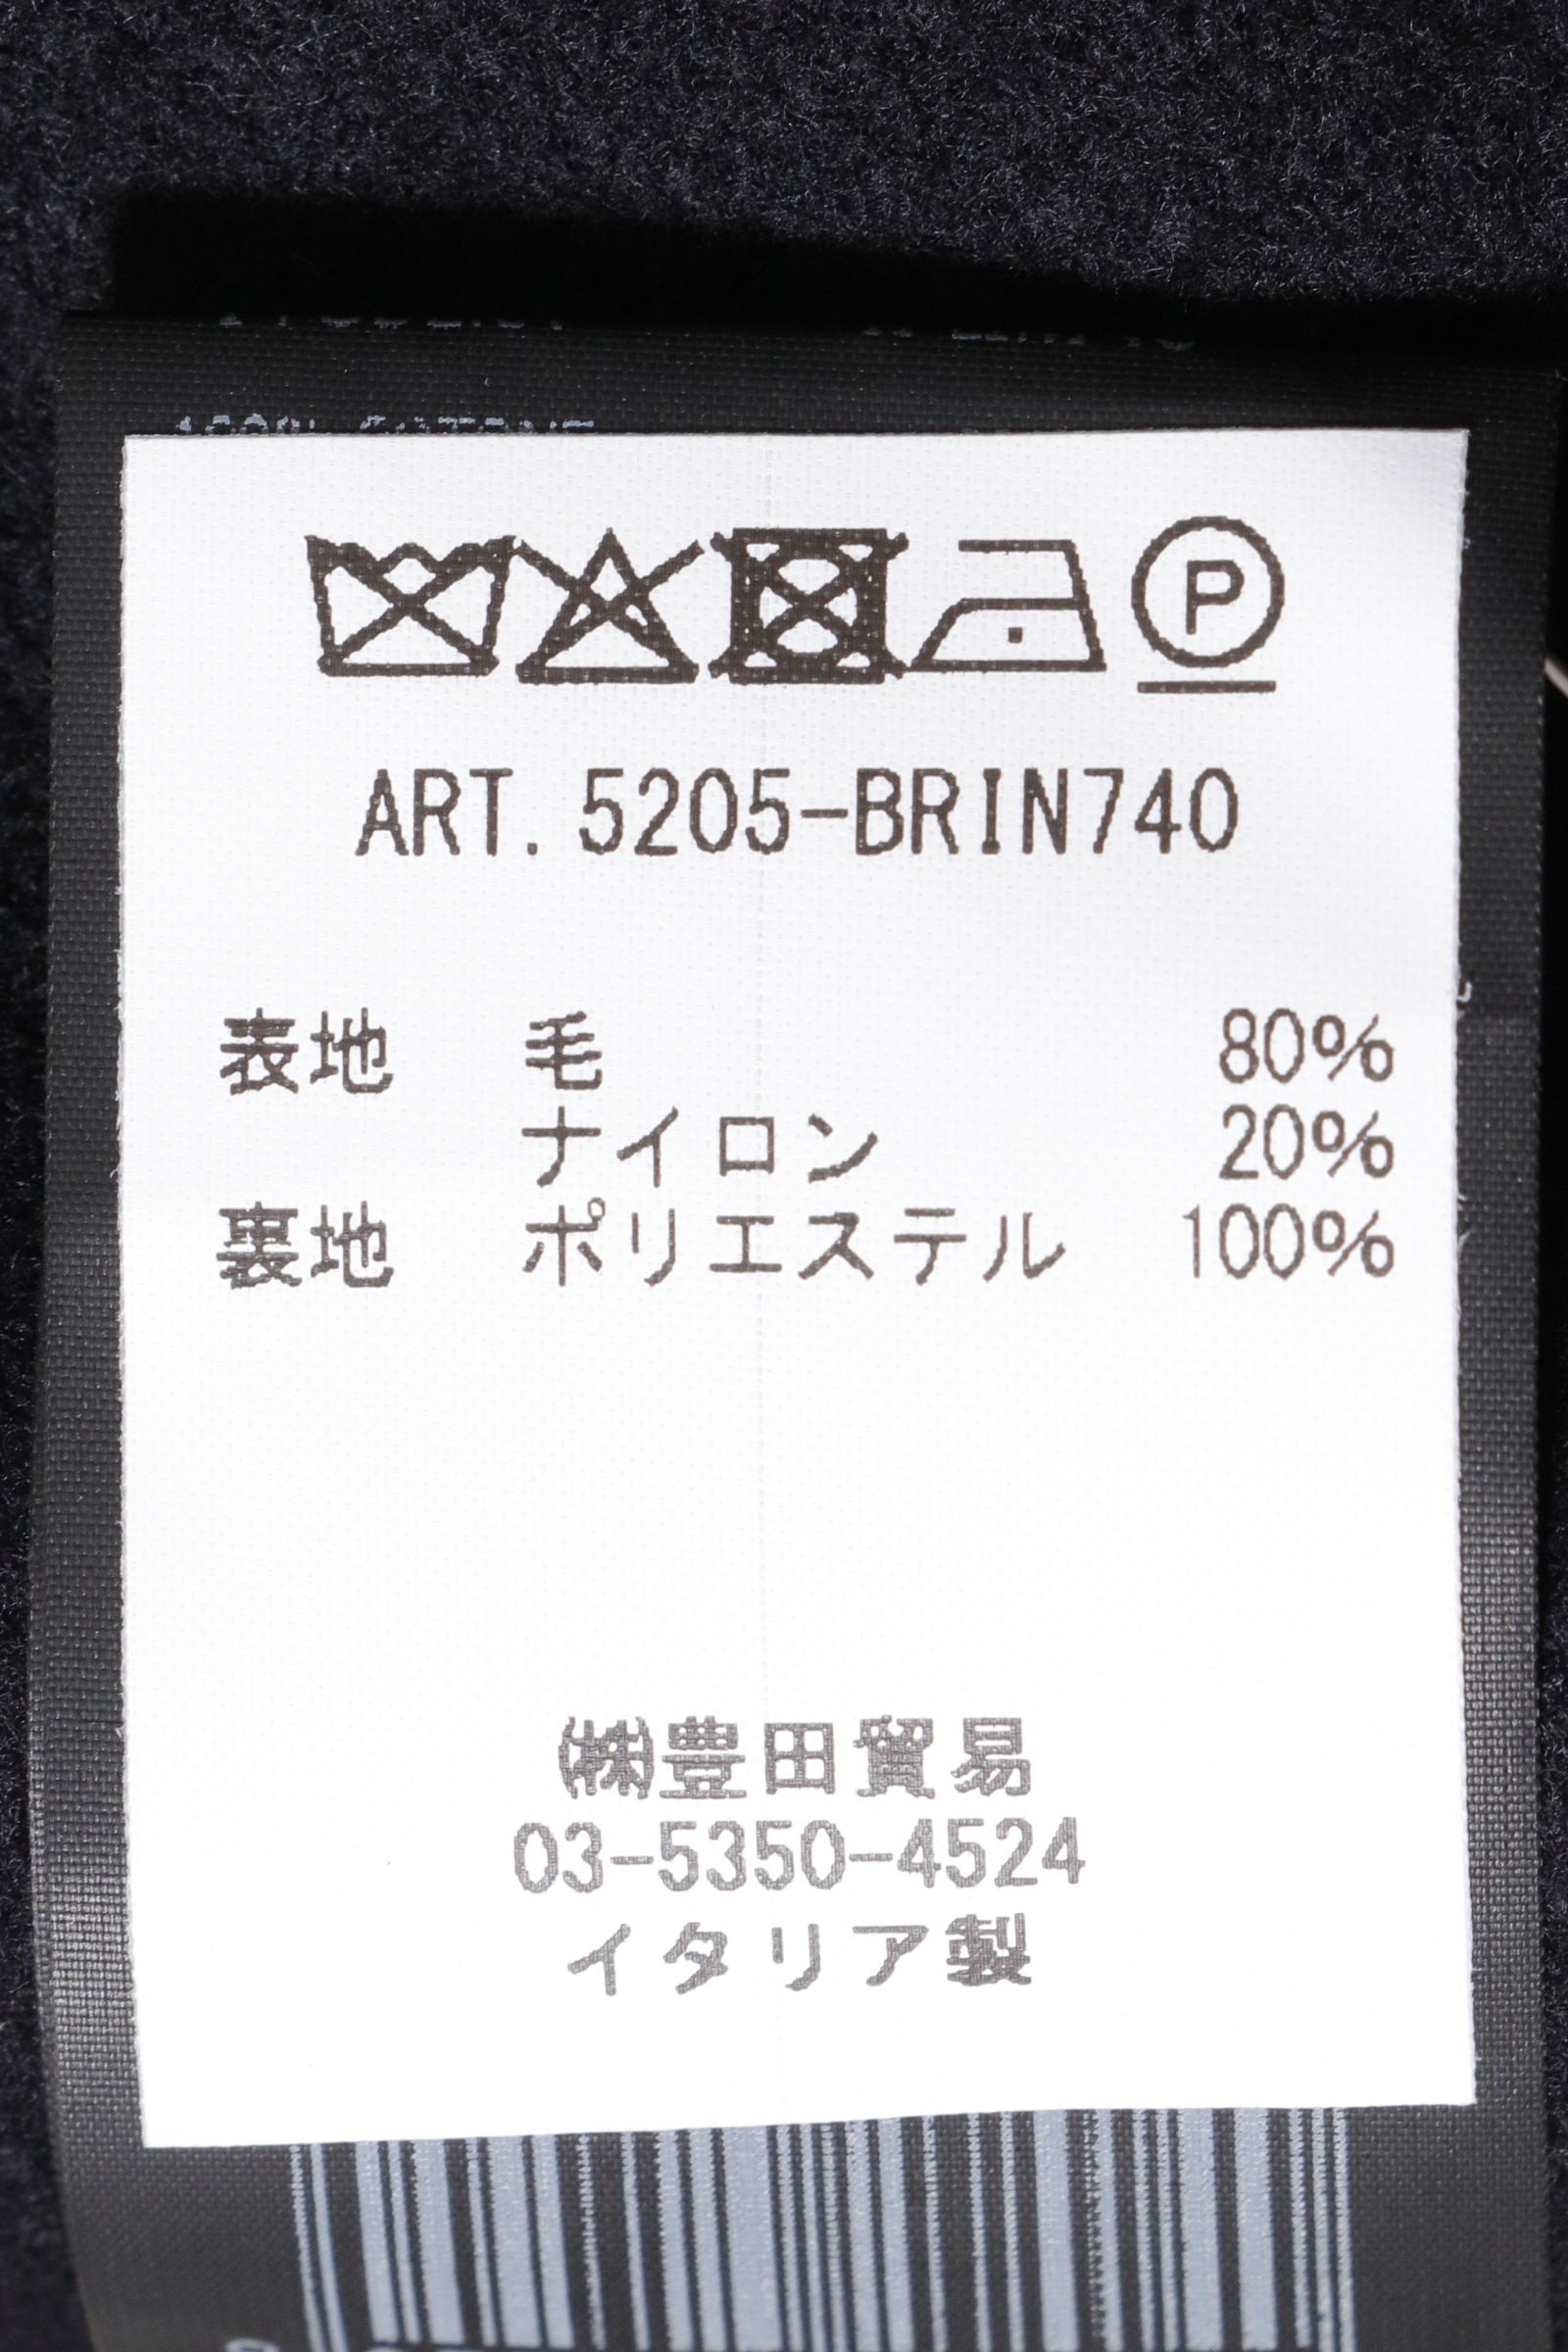 P
ART. 5205-BRIN740
表地 毛 80%
ナイロン 20%
裏地 ポリエステル 100%
㈱豊田貿易
03-5350-4524
イタリア製